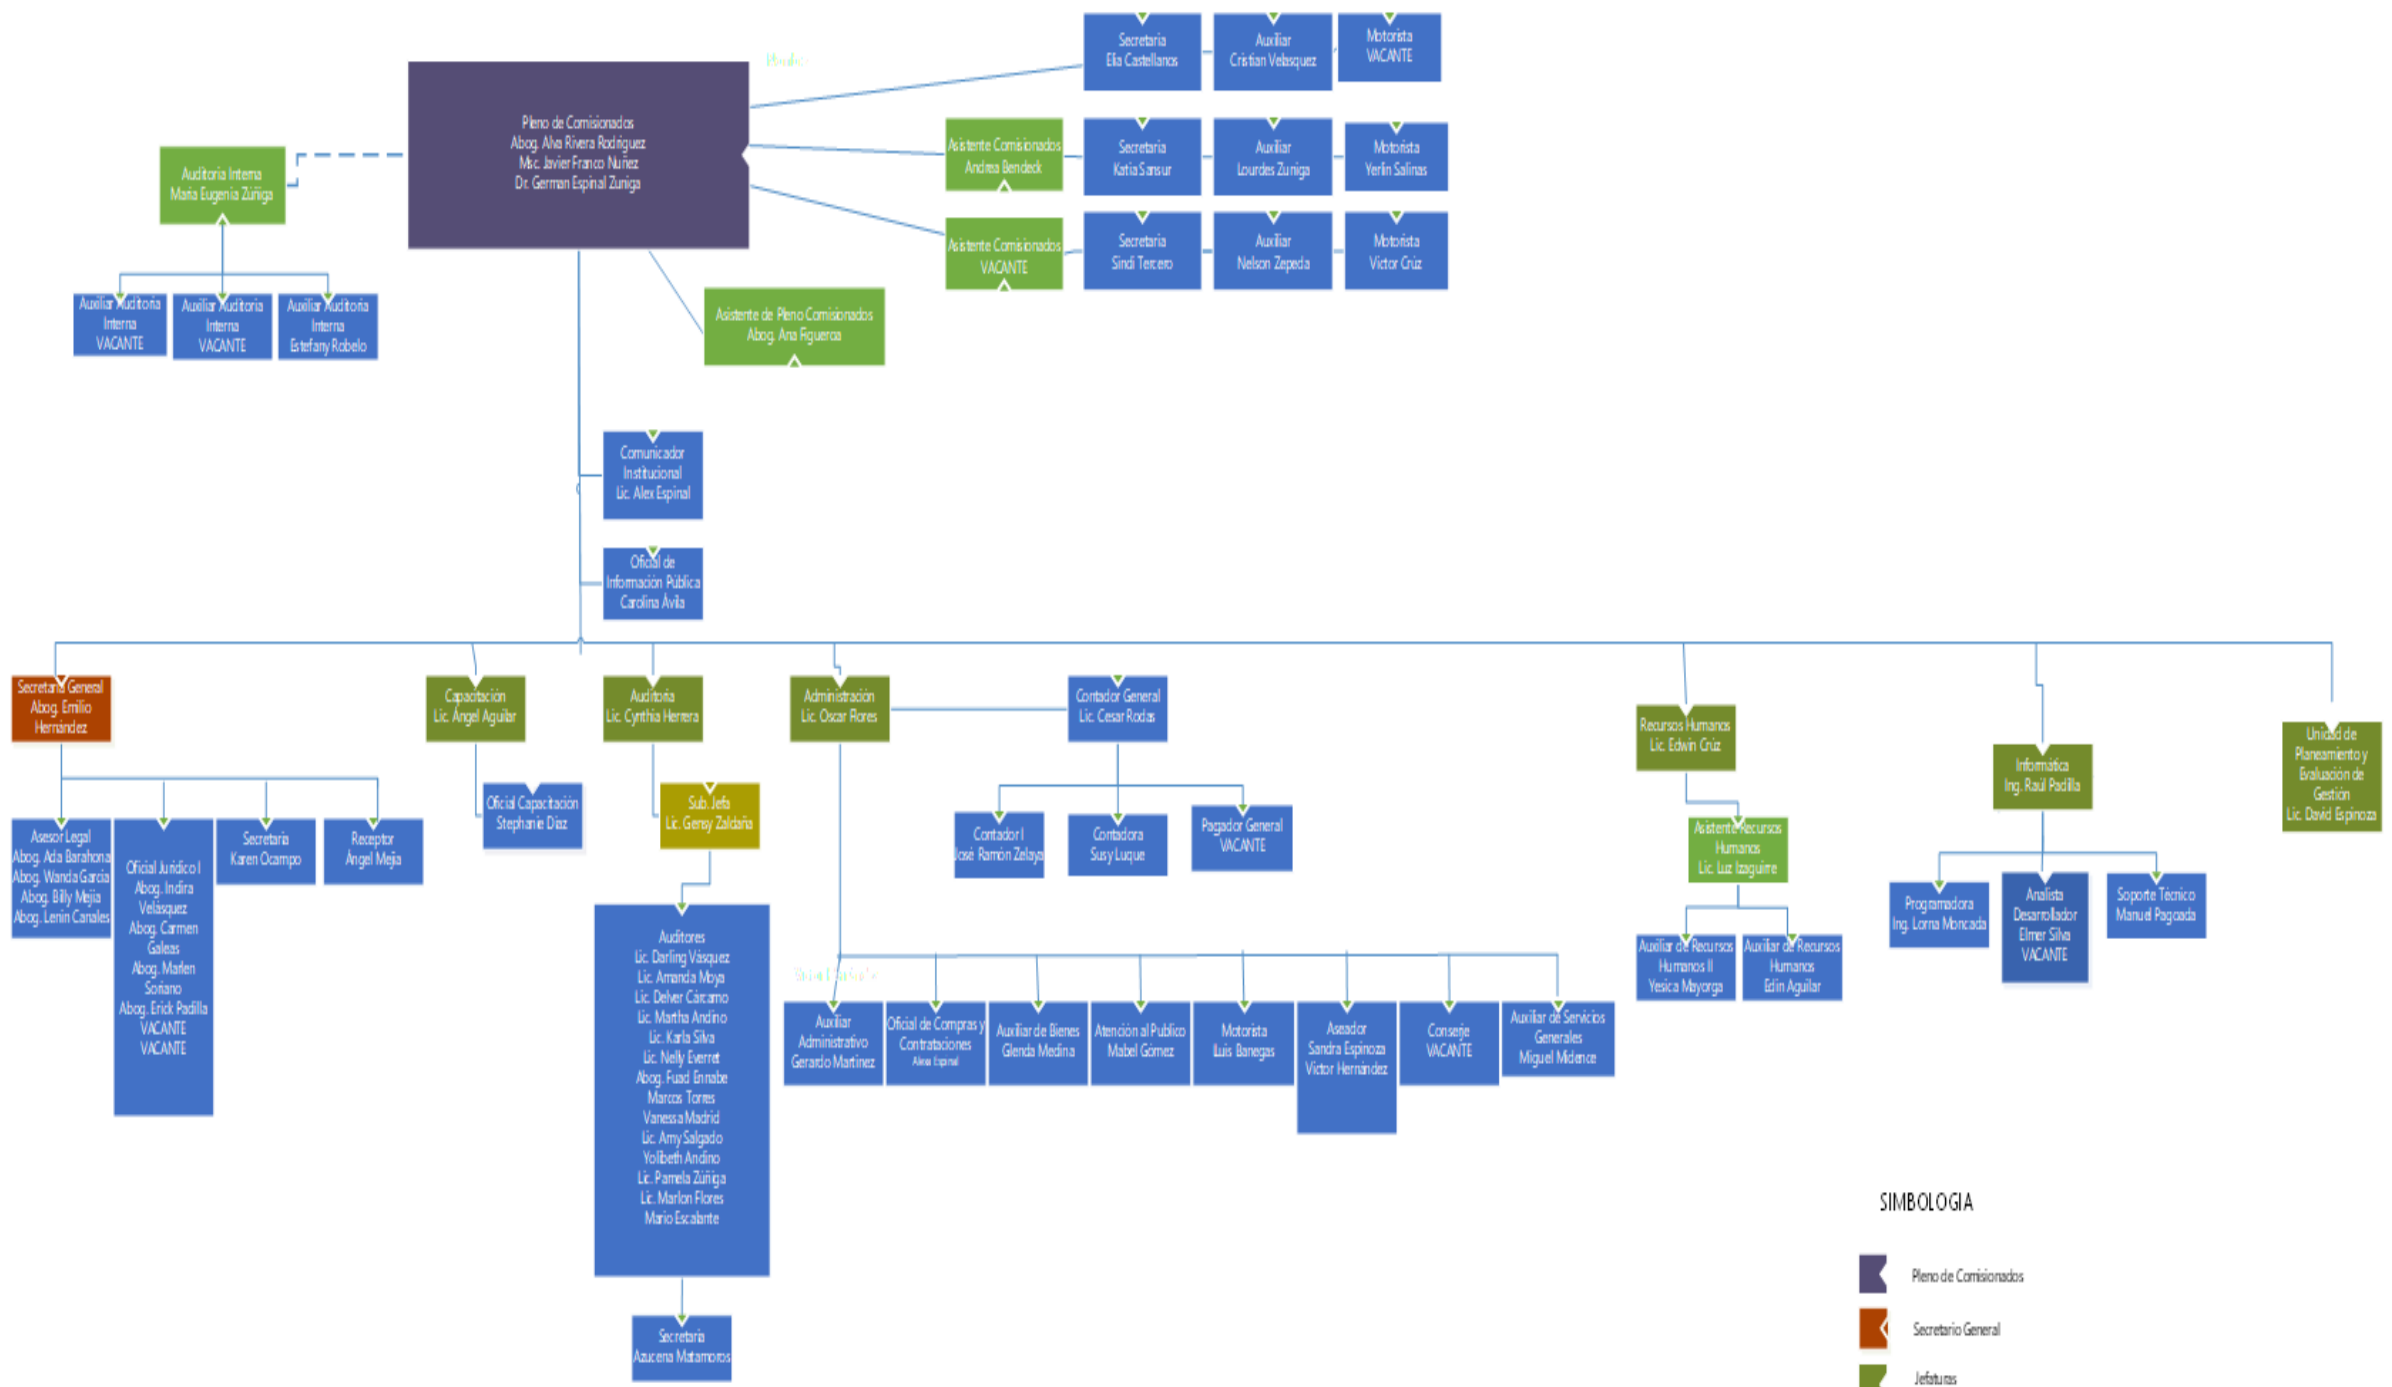 Secretaria
Elia Castellanos
Auxiliar
Cristian Velasquez
Motorista
VACANTE
Pleno de Comisionados
Abog. Alva Rivera Rodriguez
Msc. Javier Franco Nuñez
Dr. German Espinal Zuniga
Asistente Comisionados
Andrea Bendeck
Secretaria
Katia Sansur
Auxiliar
Lourdes Zuniga
Motorista
Yerlin Salinas
Auditoria Interna
Maria Eugenia Zúñiga
Asistente Comisionados
VACANTE
Secretaria
Sindi Tercero
Auxiliar
Nelson Zepeda
Motorista
Victor Crúz
Auxiliar Auditoria
Interna
VACANTE
Auxiliar Auditoria
Interna
VACANTE
Auxiliar Auditoria
Interna
Estefany Robelo
Asistente de Pleno Comisionados
Abog. Ana Figueroa
Comunicador
Institucional
Lic. Alex Espinal
Oficial de
Información Pública
Carolina Ávila
Secretaria General
Abog. Emilio
Hernández
Capacitación
Lic. Angel Aguilar
Auditoria
Lic. Cynthia Herrera
Administración
Lic. Oscar Flores
Contador General
Lic. Cesar Rodas
Recursos Humanos
Lic. Edwin Crúz
Informática
Ing. Raúl Padilla
Unidad de
Planeamiento y
Evaluación de
Gestión
Lic. David Espinoza
Asesor Legal
Abog. Ada Barahona
Abog. Wanda Garcia
Abog. Billy Mejia
Abog. Lenin Canales
Oficial Juridico I
Abog. Indira
Velásquez
Abog. Carmen
Galeas
Abog. Marlen
Soriano
Abog. Erick Padilla
VACANTE
VACANTE
Secretaria
Karen Ocampo
Receptor
Ángel Mejia
Oficial Capacitación
Stephanie Diaz
Sub. Jefa
Lic. Gensy Zaldaña
Contador I
José Ramón Zelaya
Contadora
Susy Luque
Pagador General
VACANTE
Asistente Recursos
Humanos
Lic. Luz Izaguirre
Auxiliar de Recursos
Humanos II
Yesica Mayorga
Auxiliar de Recursos
Humanos
Edin Aguilar
Programadora
Ing. Lorna Moncada
Analista
Desarrollador
Elmer Silva
VACANTE
Soporte Técnico
Manuel Pagoada
Auditores
Lic. Darling Vásquez
Lic. Amanda Moya
Lic. Delver Cárcamo
Lic. Martha Andino
Lic. Karla Silva
Lic. Nelly Everret
Abog. Fuad Ennabe
Marcos Torres
Vanessa Madrid
Lic. Amy Salgado
Yolibeth Andino
Lic. Pamela Zúñiga
Lic. Marlon Flores
Mario Escalante
Auxiliar
Administrativo
Gerardo Martinez
Oficial de Compras y
Contrataciones
Alexa Espinal
Auxiliar de Bienes
Glenda Medina
Atención al Publico
Mabel Gómez
Motorista
Luis Banegas
Aseador
Sandra Espinoza
Victor Hernández
Conserje
VACANTE
Auxiliar de Servicios
Generales
Miguel Midence
Secretaria
Azucena Matamoros
SIMBOLOGIA
Pleno de Comisionados
Secretario General
Jefaturas